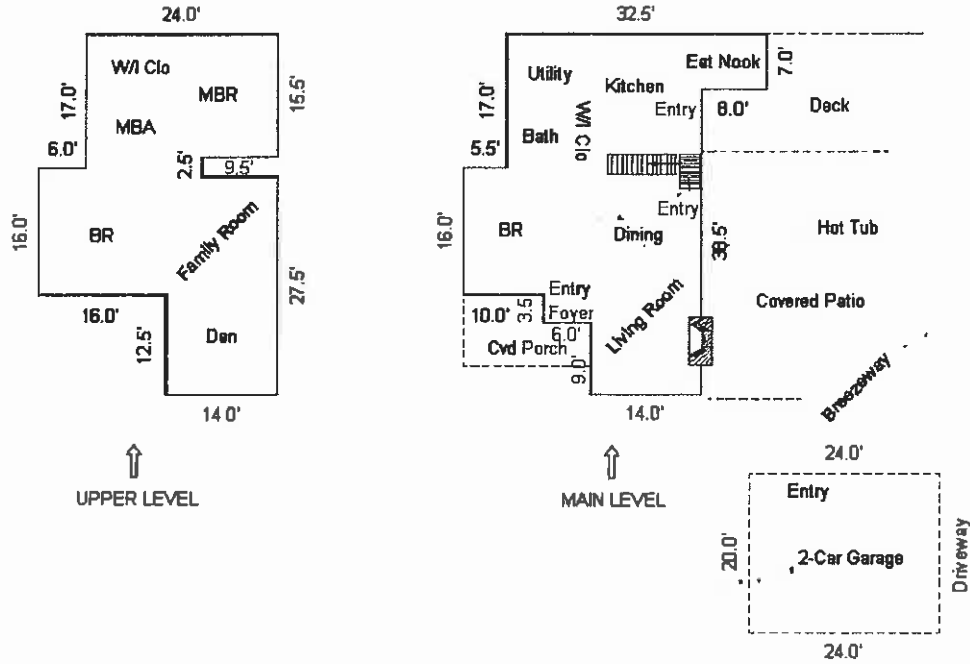 24.0'
W/I Clo
MBR
MBA
17.0'
15.5'
6.0'
2.5'
9.5'
16.0'
BR
Family Room
27.5'
16.0'
12.5'
Den
14.0'
UPPER LEVEL
32.5'
Eat Nook
7.0'
Utility
Kitchen
17.0'
Entry
8.0'
Deck
Bath
W/I Clo
5.5'
Entry
16.0'
BR
Dining
38.5'
Hot Tub
Entry
Covered Patio
10.0'
3.5
Foyer
6.0'
Living Room
Cvd Porch
9.0'
Breezeway
14.0'
MAIN LEVEL
24.0'
Entry
20.0'
2-Car Garage
Driveway
24.0'